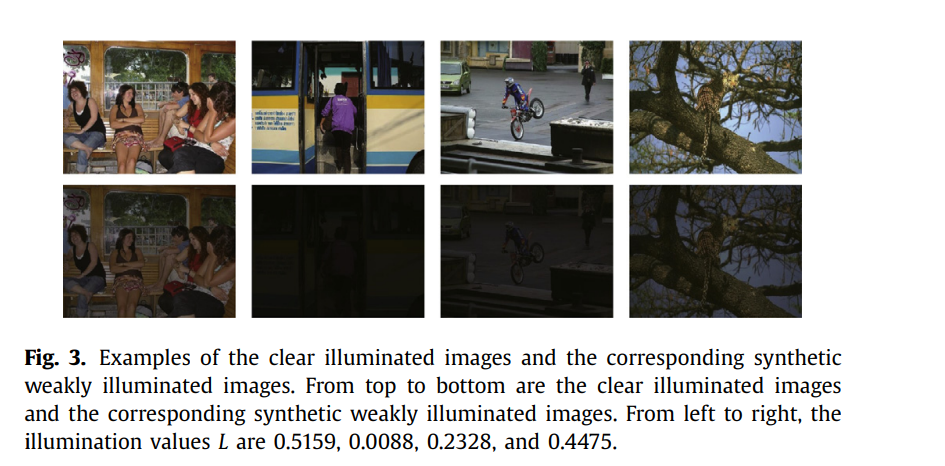 Fig. 3. Examples of the clear illuminated images and the corresponding synthetic
weakly illuminated images. From top to bottom are the clear illuminated images
and the corresponding synthetic weakly illuminated images. From left to right, the
illumination values L are 0.5159, 0.0088, 0.2328, and 0.4475.